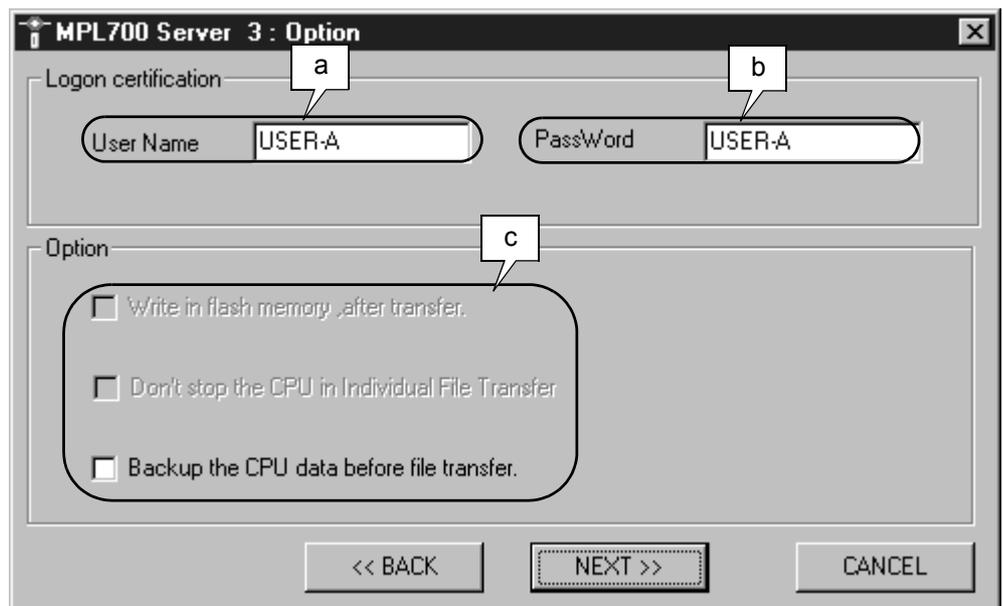 MPL700 Server 3 : Option
a
b
Logon certification
User Name USER-A PassWord USER-A
c
Option
Write in flash memory ,after transfer.
Don't stop the CPU in Individual File Transfer
Backup the CPU data before file transfer.
<< BACK NEXT >> CANCEL